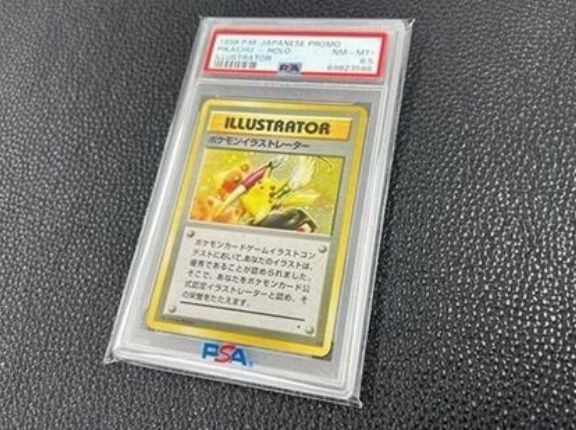 1998 P.M. JAPANESE PROMO
PIKACHU - HOLO NM-MT+
ILLUSTRATOR 8.5
PSA 69823566
ILLUSTRATOR
ポケモンイラストレーター
ポケモンカードゲームイラストコン
テストにおいて、あなたのイラストは、
優秀であることが認められました。
そこで、あなたをポケモンカード公
式認定イラストレーターと認め、そ
の栄誉をたたえます。
PSA